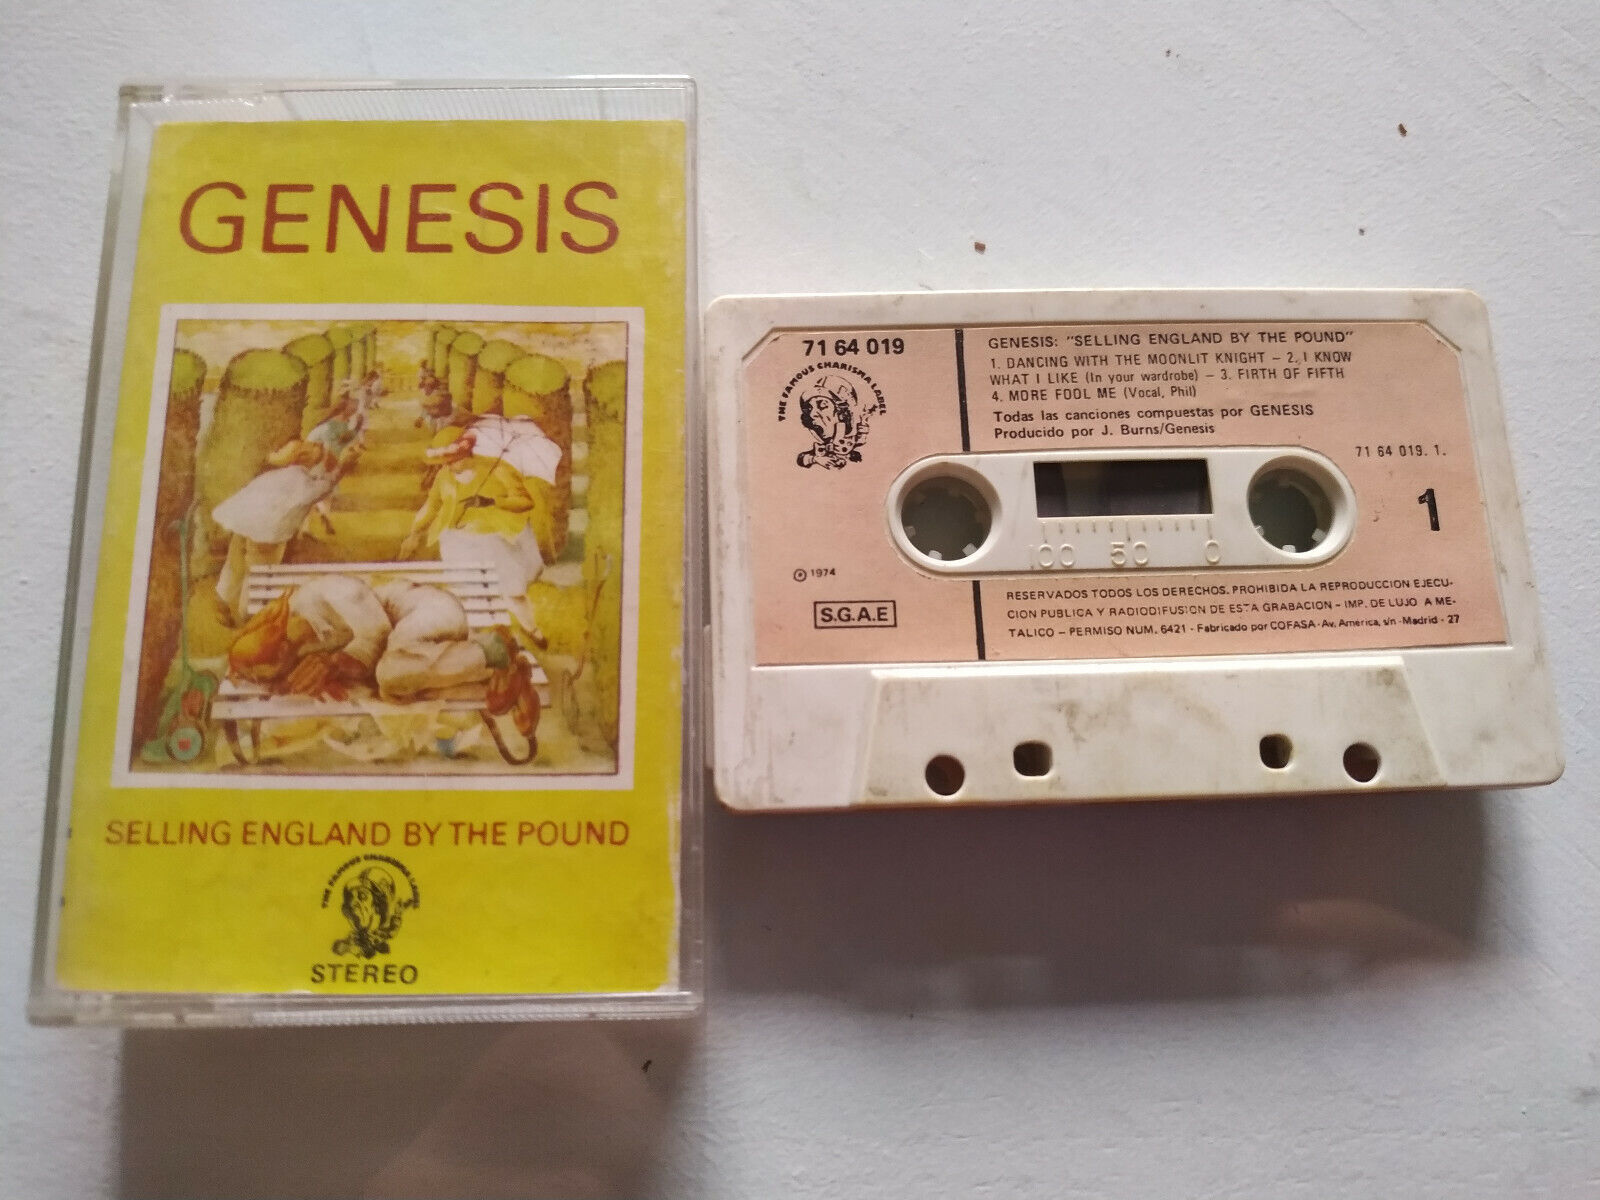 GENESIS
SELLING ENGLAND BY THE POUND
THE FAMOUS CHARISMA LABEL
STEREO
71 64 019
THE FAMOUS CHARISMA LABEL
GENESIS: "SELLING ENGLAND BY THE POUND"
1. DANCING WITH THE MOONLIT KNIGHT – 2. I KNOW
WHAT I LIKE (In your wardrobe) – 3. FIRTH OF FIFTH
4. MORE FOOL ME (Vocal, Phil)
Todas las canciones compuestas por GENESIS
Producido por J. Burns/Genesis
71 64 019. 1.
1
100 50 0
Ⓟ 1974
S.G.A.E
RESERVADOS TODOS LOS DERECHOS. PROHIBIDA LA REPRODUCCION EJECU-
CION PUBLICA Y RADIODIFUSION DE ESTA GRABACION – IMP. DE LUJO A ME-
TALICO – PERMISO NUM. 6421 - Fabricado por COFASA - Av. America, s/n - Madrid - 27